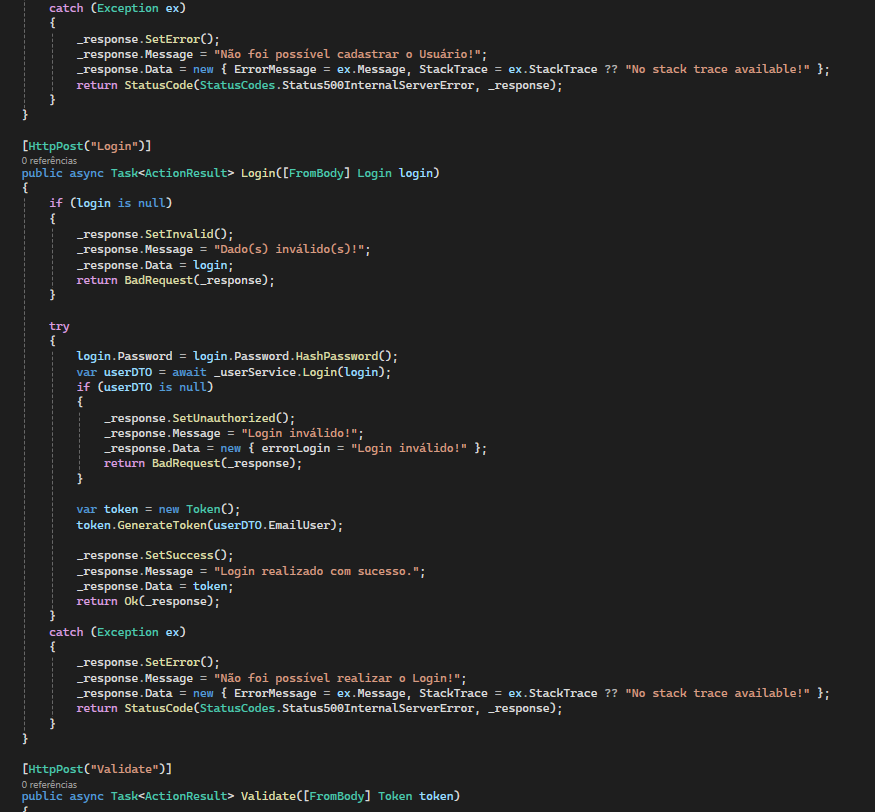 catch (Exception ex)
{
_response.SetError();
_response.Message = "Não foi possível cadastrar o Usuário!";
_response.Data = new { ErrorMessage = ex.Message, StackTrace = ex.StackTrace ?? "No stack trace available!" };
return StatusCode(StatusCodes.Status500InternalServerError, _response);
}
}
[HttpPost("Login")]
0 referências
public async Task<ActionResult> Login([FromBody] Login login)
{
if (login is null)
{
_response.SetInvalid();
_response.Message = "Dado(s) inválido(s)!";
_response.Data = login;
return BadRequest(_response);
}
try
{
login.Password = login.Password.HashPassword();
var userDTO = await _userService.Login(login);
if (userDTO is null)
{
_response.SetUnauthorized();
_response.Message = "Login inválido!";
_response.Data = new { errorLogin = "Login inválido!" };
return BadRequest(_response);
}
var token = new Token();
token.GenerateToken(userDTO.EmailUser);
_response.SetSuccess();
_response.Message = "Login realizado com sucesso.";
_response.Data = token;
return Ok(_response);
}
catch (Exception ex)
{
_response.SetError();
_response.Message = "Não foi possível realizar o Login!";
_response.Data = new { ErrorMessage = ex.Message, StackTrace = ex.StackTrace ?? "No stack trace available!" };
return StatusCode(StatusCodes.Status500InternalServerError, _response);
}
}
[HttpPost("Validate")]
0 referências
public async Task<ActionResult> Validate([FromBody] Token token)
{